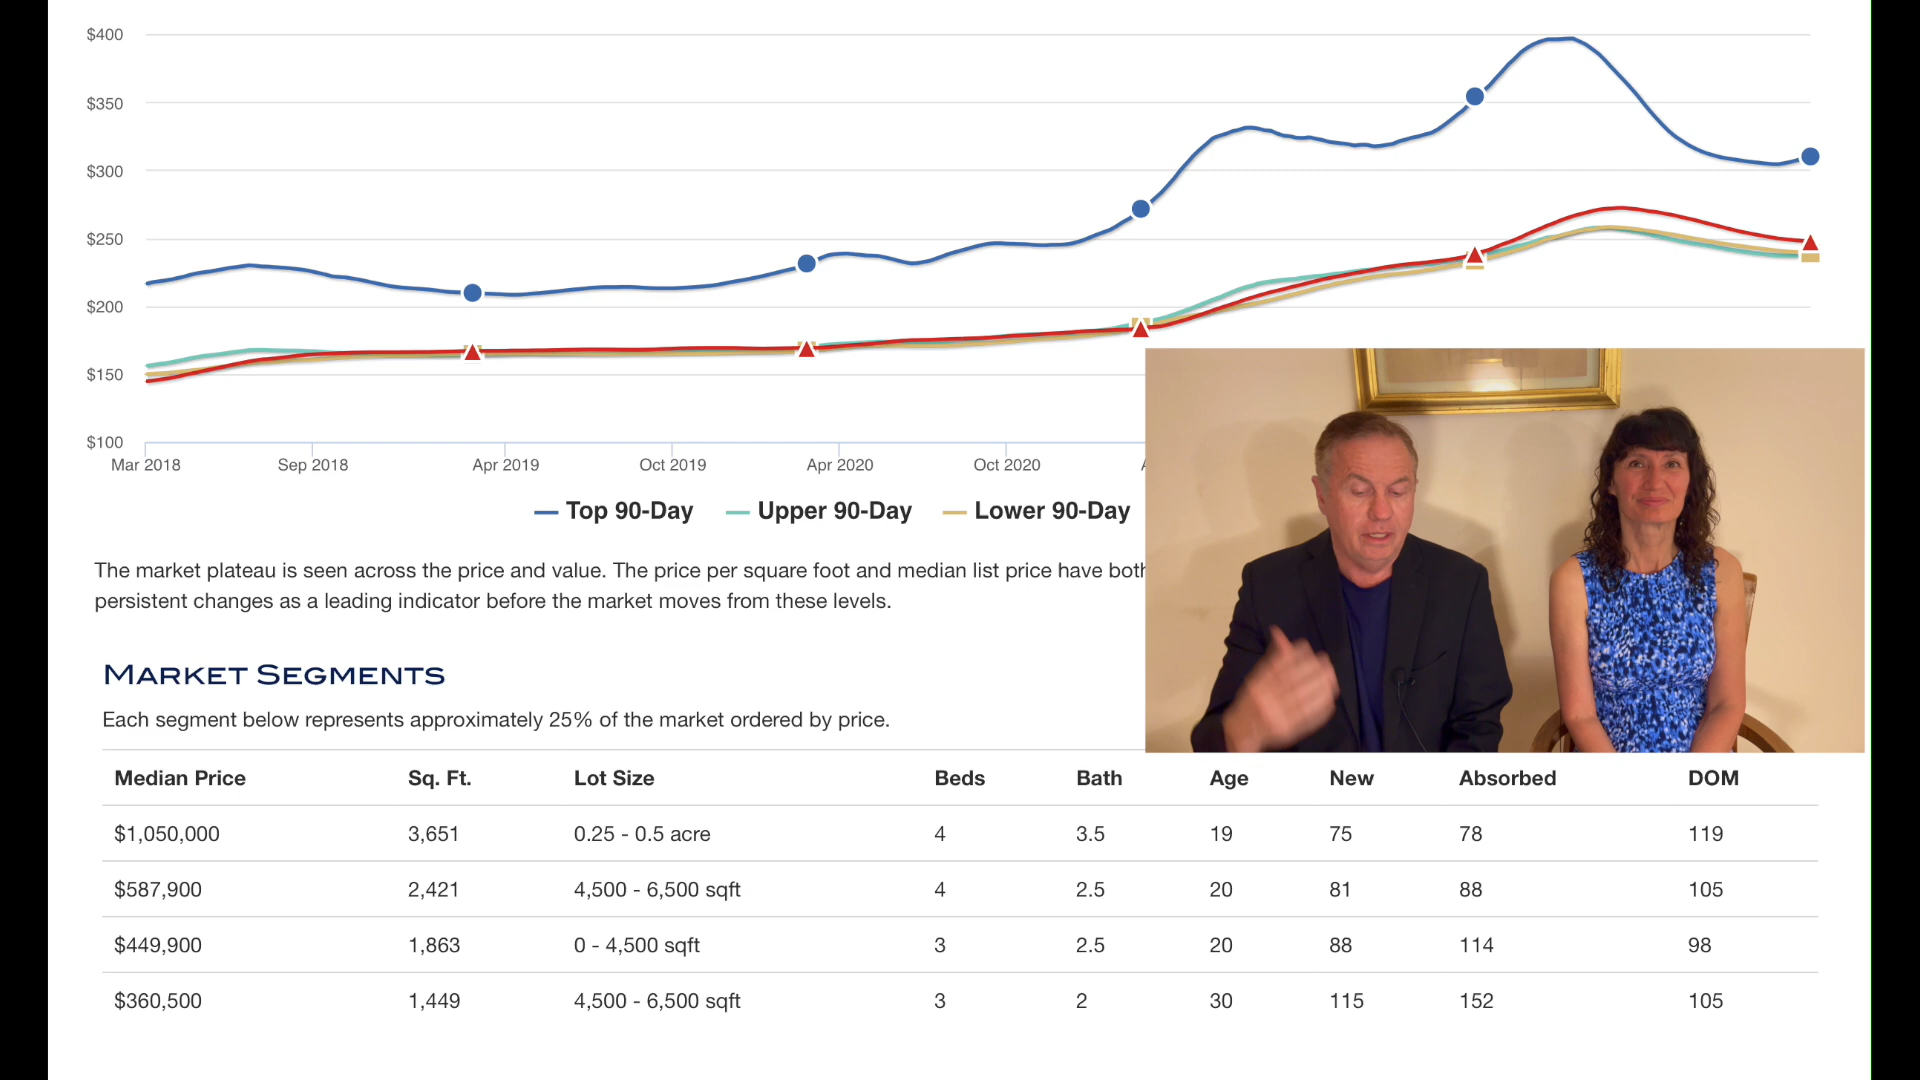 $400
$350
$300
$250
$200
$150
$100
Mar 2018 Sep 2018 Apr 2019 Oct 2019 Apr 2020 Oct 2020
Top 90-Day Upper 90-Day Lower 90-Day
The market plateau is seen across the price and value. The price per square foot and median list price have both
persistent changes as a leading indicator before the market moves from these levels.
MARKET SEGMENTS
Each segment below represents approximately 25% of the market ordered by price.
Median Price Sq. Ft. Lot Size Beds Bath Age New Absorbed DOM
$1,050,000 3,651 0.25 - 0.5 acre 4 3.5 19 75 78 119
$587,900 2,421 4,500 - 6,500 sqft 4 2.5 20 81 88 105
$449,900 1,863 0 - 4,500 sqft 3 2.5 20 88 114 98
$360,500 1,449 4,500 - 6,500 sqft 3 2 30 115 152 105